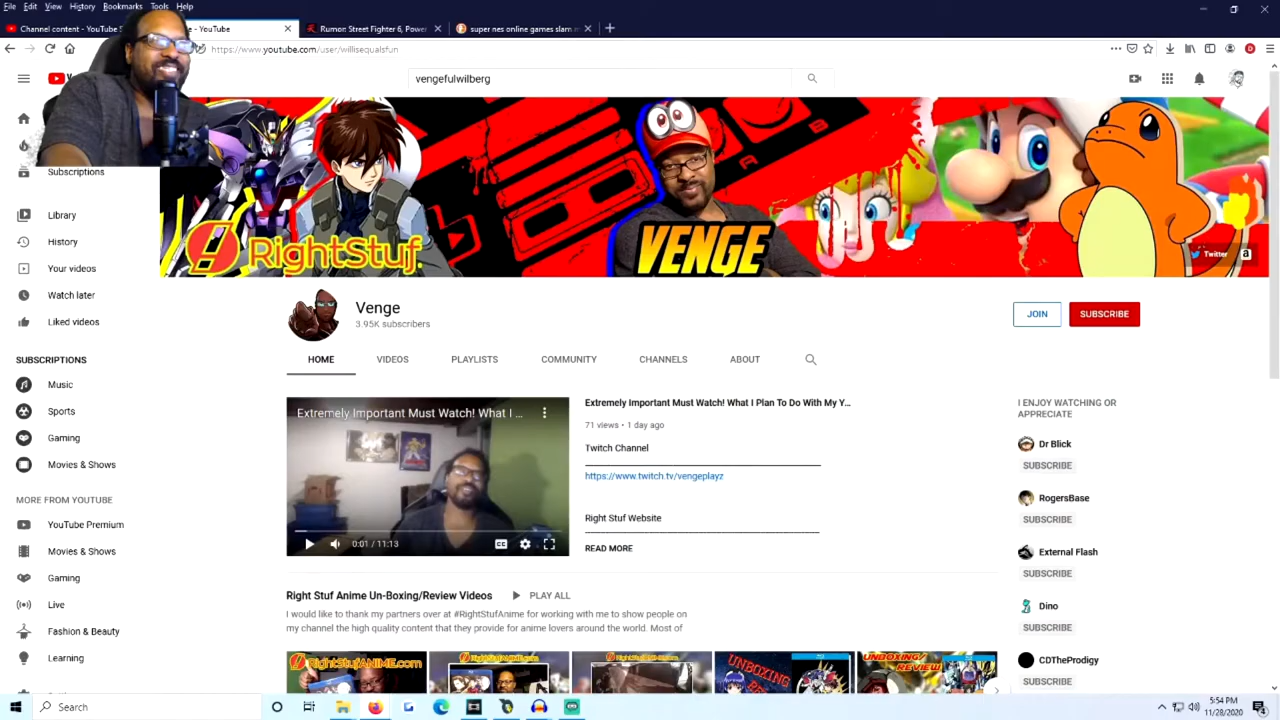 File Edit View History Bookmarks Tools Help
Channel content - YouTube S
- YouTube
Rumor: Street Fighter 6, Power
super nes online games slam m
https://www.youtube.com/user/willisequalsfun
vengefulwilberg
Subscriptions
Library
History
Your videos
Watch later
Liked videos
SUBSCRIPTIONS
Music
Sports
Gaming
Movies & Shows
MORE FROM YOUTUBE
YouTube Premium
Movies & Shows
Gaming
Live
Fashion & Beauty
Learning
RightStuf.
VENGE
Twitter
Venge
3.95K subscribers
JOIN
SUBSCRIBE
HOME VIDEOS PLAYLISTS COMMUNITY CHANNELS ABOUT
Extremely Important Must Watch! What I ...
0:01 / 11:13
Extremely Important Must Watch! What I Plan To Do With My Y...
71 views • 1 day ago
Twitch Channel
https://www.twitch.tv/vengeplayz
Right Stuf Website
READ MORE
I ENJOY WATCHING OR
APPRECIATE
Dr Blick
SUBSCRIBE
RogersBase
SUBSCRIBE
External Flash
SUBSCRIBE
Dino
SUBSCRIBE
CDTheProdigy
SUBSCRIBE
Right Stuf Anime Un-Boxing/Review Videos
PLAY ALL
I would like to thank my partners over at #RightStufAnime for working with me to show people on
my channel the high quality content that they provide for anime lovers around the world. Most of
RightStufANIME.com
UNBOXING
UNBOXING/
REVIEW
Search
5:54 PM
11/28/2020